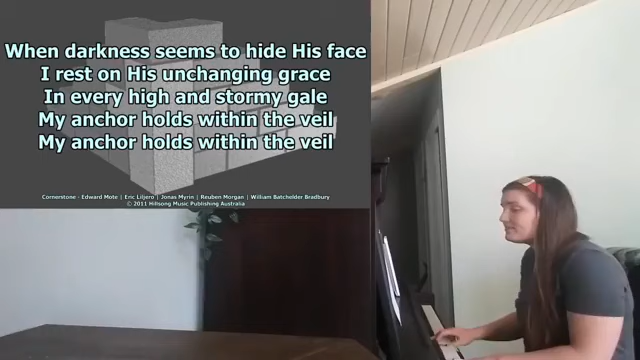 When darkness seems to hide His face
I rest on His unchanging grace
In every high and stormy gale
My anchor holds within the veil
My anchor holds within the veil
Cornerstone - Edward Mote | Eric Liljero | Jonas Myrin | Reuben Morgan | William Batchelder Bradbury
© 2011 Hillsong Music Publishing Australia